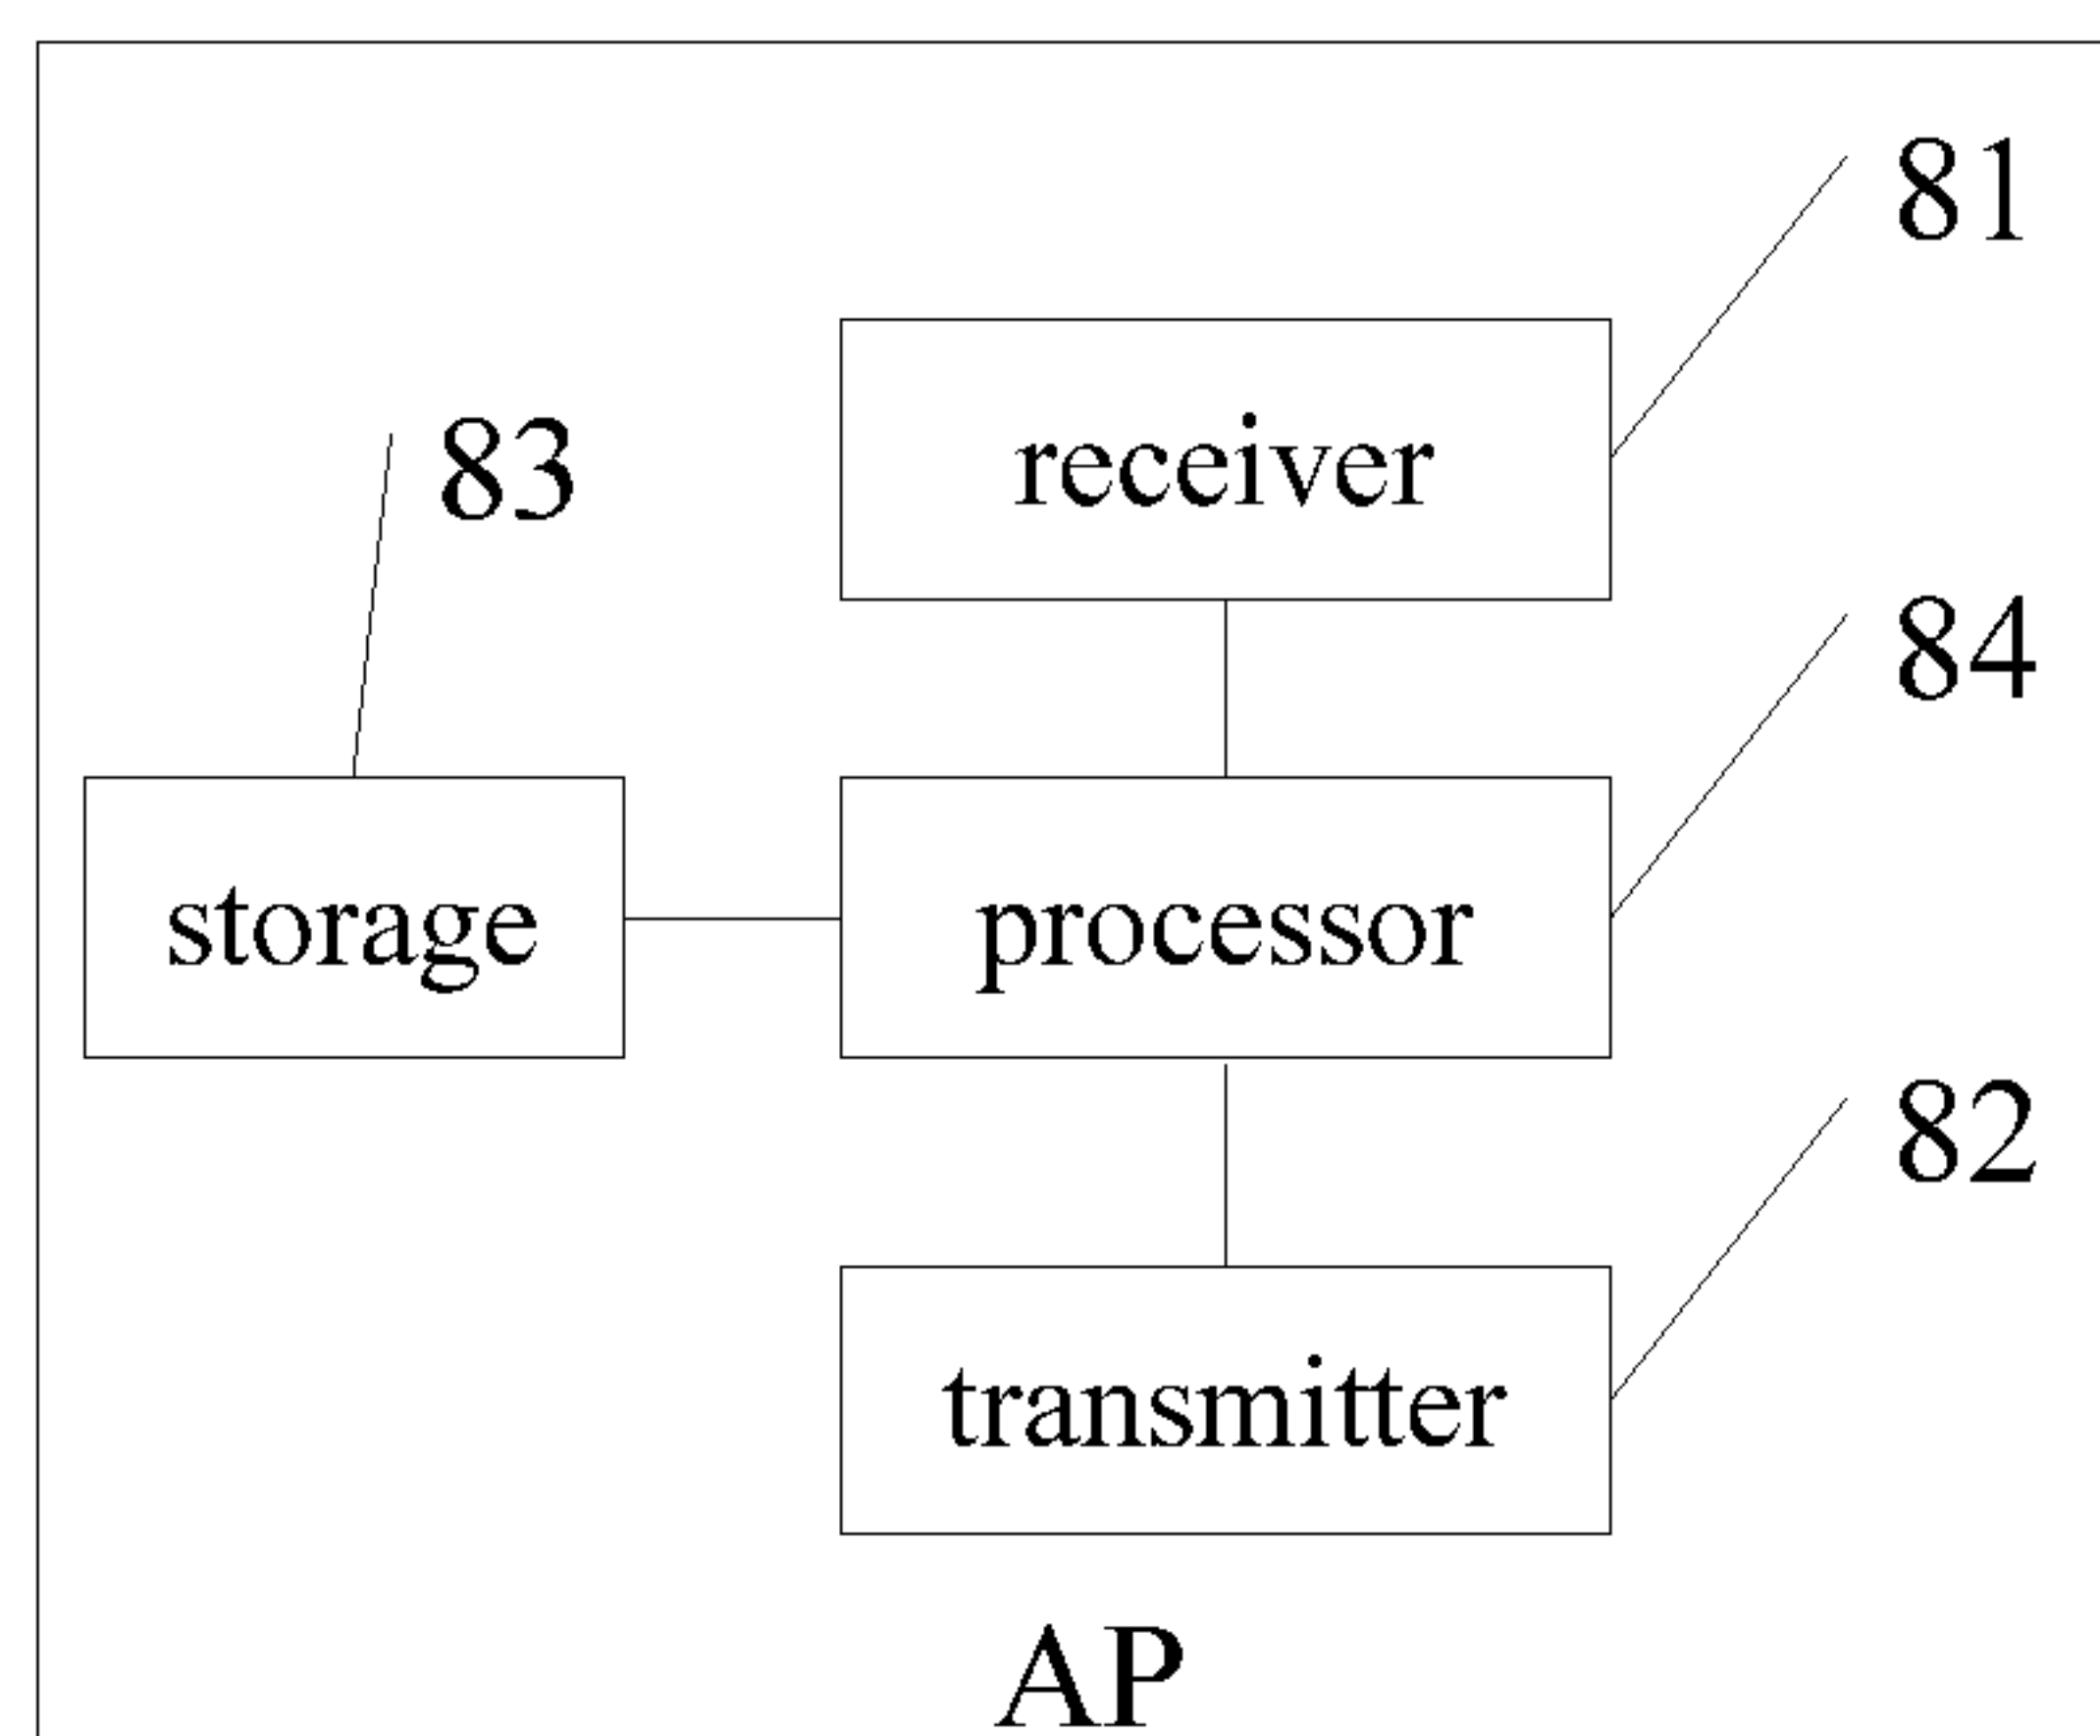 81
receiver
83
84
storage
processor
82
transmitter
AP